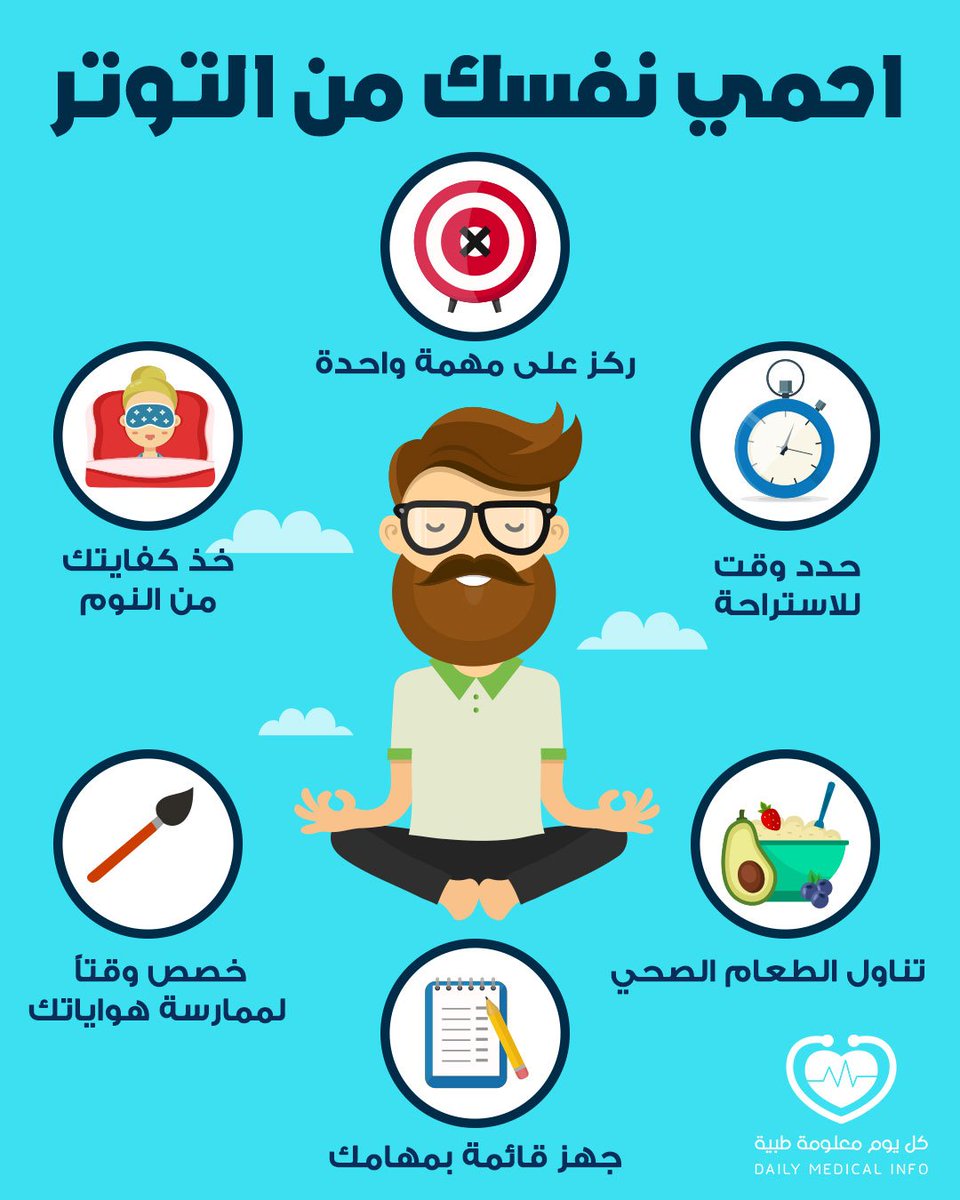 احمي نفسك من التوتر
ركز على مهمة واحدة
حدد وقت
للاستراحة
خذ كفايتك
من النوم
تناول الطعام الصحي
خصص وقتاً
لممارسة هواياتك
جهز قائمة بمهامك
كل يوم معلومة طبية
DAILY MEDICAL INFO